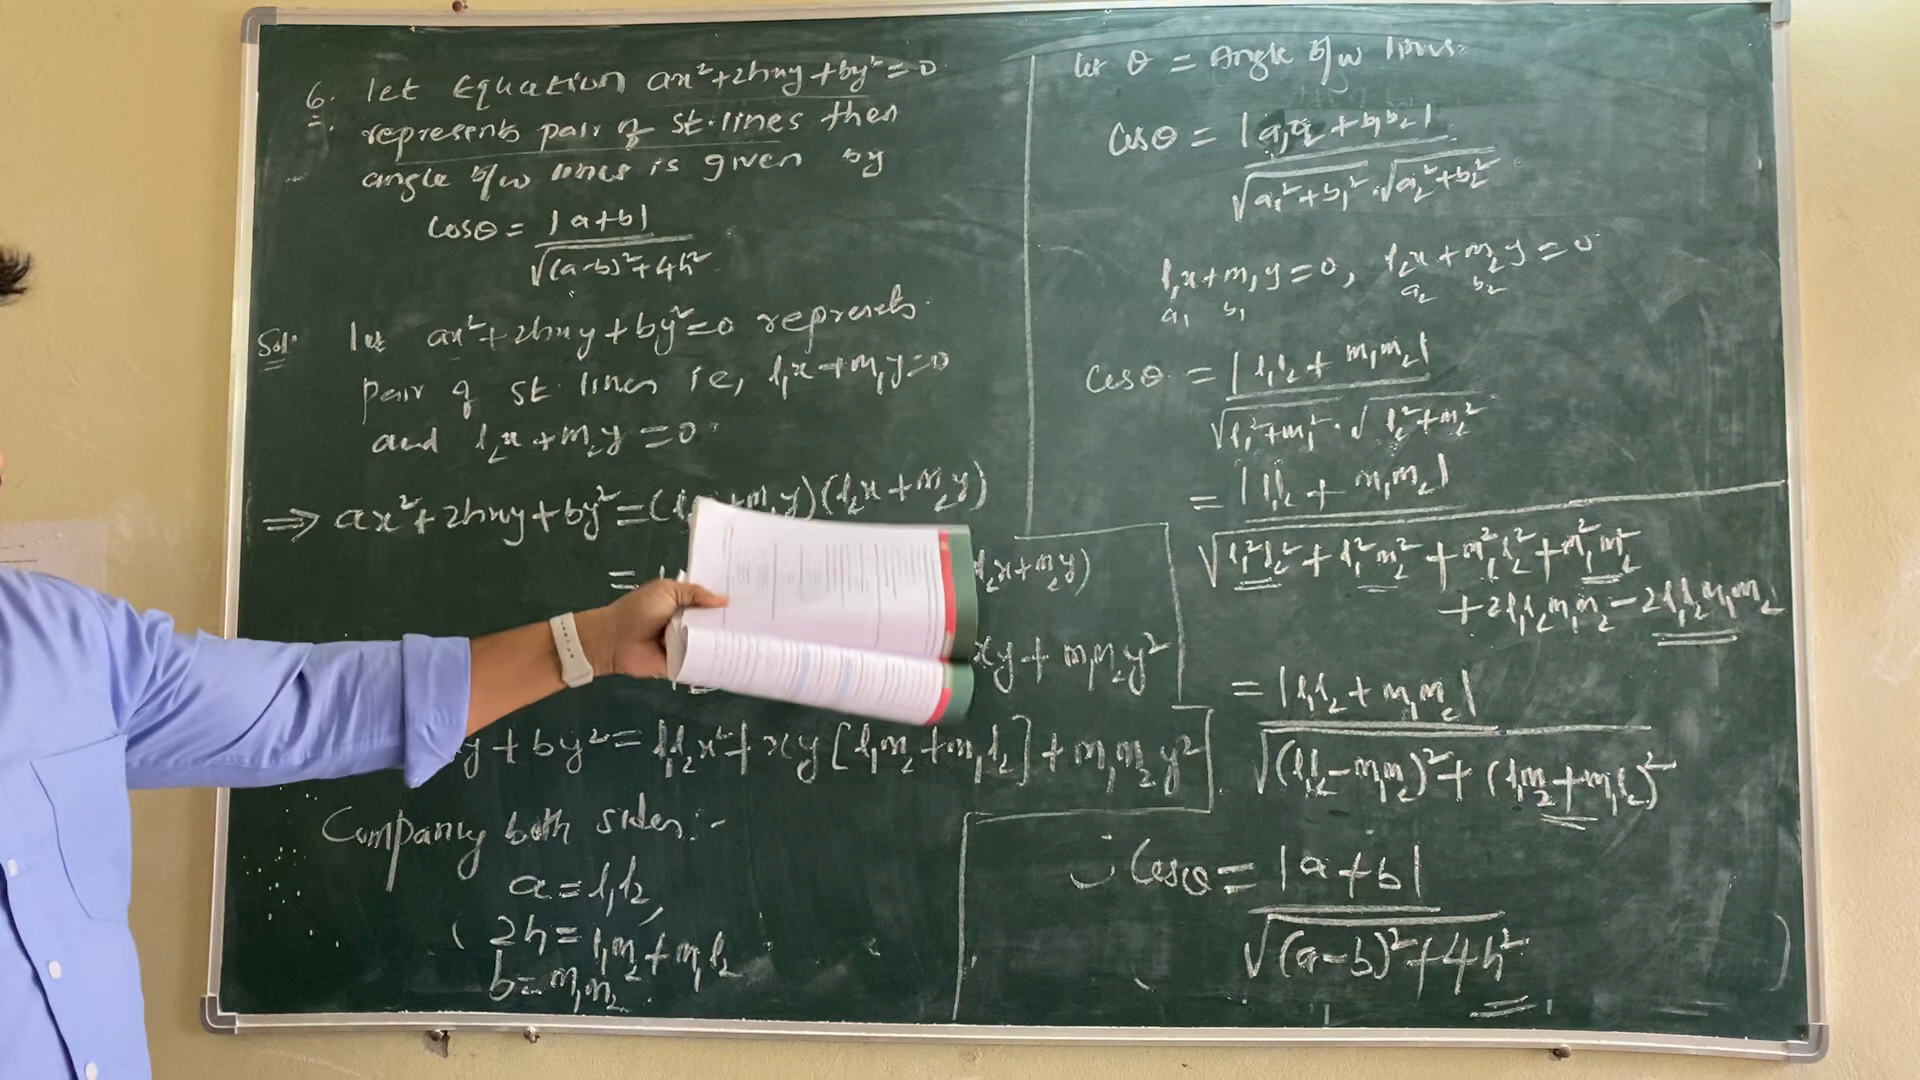 6. let Equation ax²+2hxy+by²=0
represents pair of st.lines then
angle b/w lines is given by
cosθ = |a+b|
√(a-b)²+4h²
Sol: let ax²+2hxy+by²=0 represents
pair of st lines ie, l₁x+m₁y=0
and l₂x+m₂y=0
⇒ ax²+2hxy+by²=(l₁x+m₁y)(l₂x+m₂y)
= l₂x+m₂y)
xy+m₁m₂y²
y+by²=l₁l₂x²+xy[l₁m₂+m₁l₂]+m₁m₂y²
Comparing both sides:-
a=l₁l₂,
2h=l₁m₂+m₁l₂
b=m₁m₂.
let θ = Angle b/w lines.
Cosθ = |a₁a₂+b₁b₂|
√a₁²+b₁² . √a₂²+b₂²
l₁x+m₁y=0, l₂x+m₂y=0
a₁ b₁ a₂ b₂
Cosθ = |l₁l₂+m₁m₂|
√l₁²+m₁² . √l₂²+m₂²
= |l₁l₂+m₁m₂|
√l₁²l₂²+l₁²m₂²+m₁²l₂²+m₁²m₂²
+2l₁l₂m₁m₂-2l₁l₂m₁m₂
= |l₁l₂+m₁m₂|
√(l₁l₂-m₁m₂)²+(l₁m₂+m₁l₂)²
∴ Cosθ = |a+b|
√(a-b)²+4h²